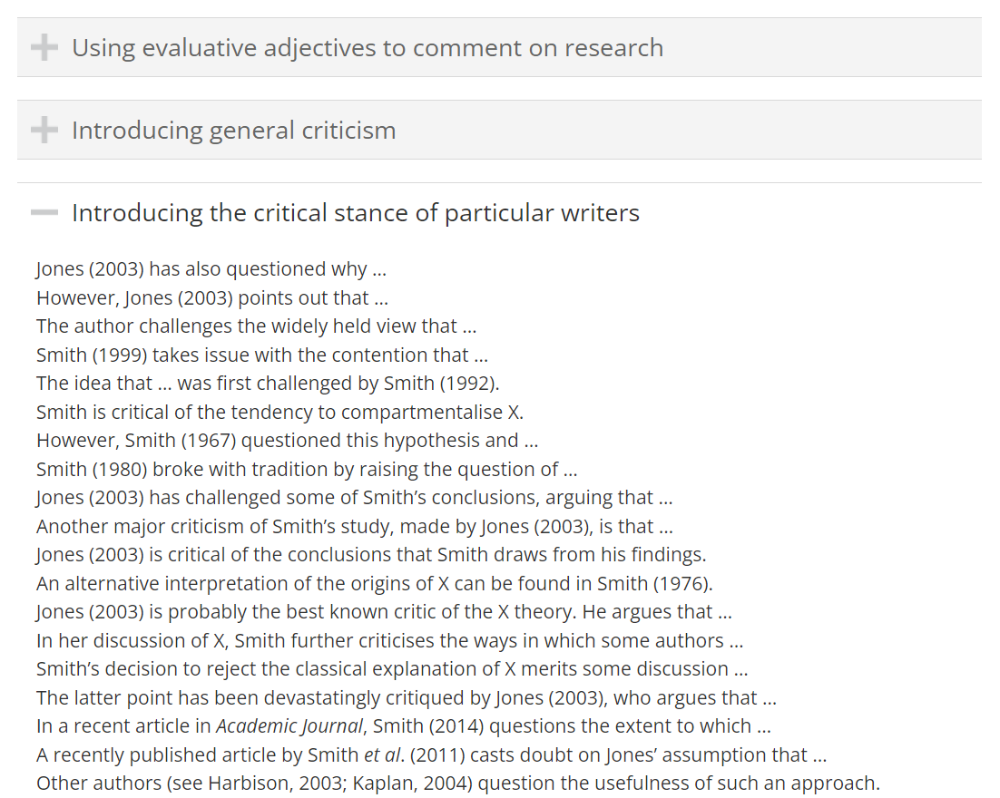 Using evaluative adjectives to comment on research
Introducing general criticism
Introducing the critical stance of particular writers
Jones (2003) has also questioned why …
However, Jones (2003) points out that …
The author challenges the widely held view that …
Smith (1999) takes issue with the contention that …
The idea that … was first challenged by Smith (1992).
Smith is critical of the tendency to compartmentalise X.
However, Smith (1967) questioned this hypothesis and …
Smith (1980) broke with tradition by raising the question of …
Jones (2003) has challenged some of Smith’s conclusions, arguing that …
Another major criticism of Smith’s study, made by Jones (2003), is that …
Jones (2003) is critical of the conclusions that Smith draws from his findings.
An alternative interpretation of the origins of X can be found in Smith (1976).
Jones (2003) is probably the best known critic of the X theory. He argues that …
In her discussion of X, Smith further criticises the ways in which some authors …
Smith’s decision to reject the classical explanation of X merits some discussion …
The latter point has been devastatingly critiqued by Jones (2003), who argues that …
In a recent article in Academic Journal, Smith (2014) questions the extent to which …
A recently published article by Smith et al. (2011) casts doubt on Jones’ assumption that …
Other authors (see Harbison, 2003; Kaplan, 2004) question the usefulness of such an approach.